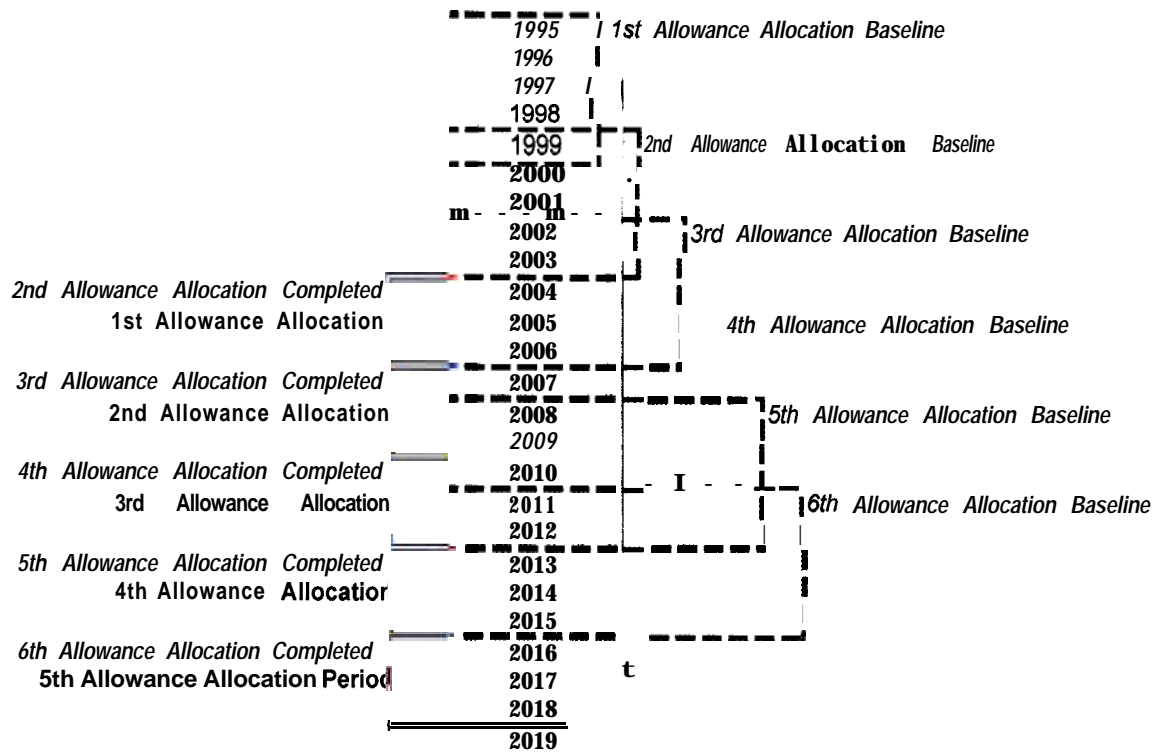 1995 1st Allowance Allocation Baseline
1996
1997
1998
1999 2nd Allowance Allocation Baseline
2000
2001
2002 3rd Allowance Allocation Baseline
2003
2nd Allowance Allocation Completed 2004
1st Allowance Allocation 2005 4th Allowance Allocation Baseline
2006
3rd Allowance Allocation Completed 2007
2nd Allowance Allocation 2008 5th Allowance Allocation Baseline
2009
4th Allowance Allocation Completed 2010
3rd Allowance Allocation 2011 6th Allowance Allocation Baseline
2012
5th Allowance Allocation Completed 2013
4th Allowance Allocation 2014
2015
6th Allowance Allocation Completed 2016
5th Allowance Allocation Period 2017
2018
2019